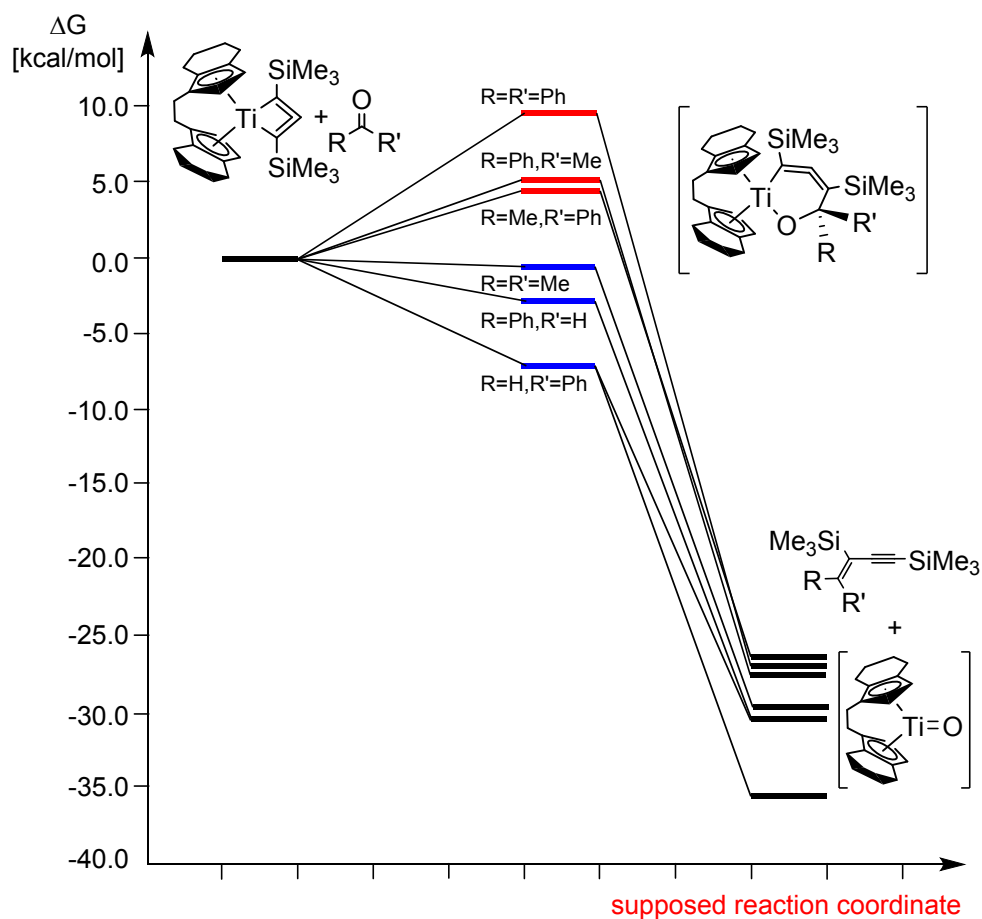 ΔG
[kcal/mol]
10.0
5.0
0.0
-5.0
-10.0
-15.0
-20.0
-25.0
-30.0
-35.0
-40.0
SiMe3
Ti
SiMe3
+
O
R R'
R=R'=Ph
R=Ph,R'=Me
R=Me,R'=Ph
R=R'=Me
R=Ph,R'=H
R=H,R'=Ph
SiMe3
SiMe3
Ti
O
R'
R
Me3Si
SiMe3
R
R'
+
Ti=O
supposed reaction coordinate